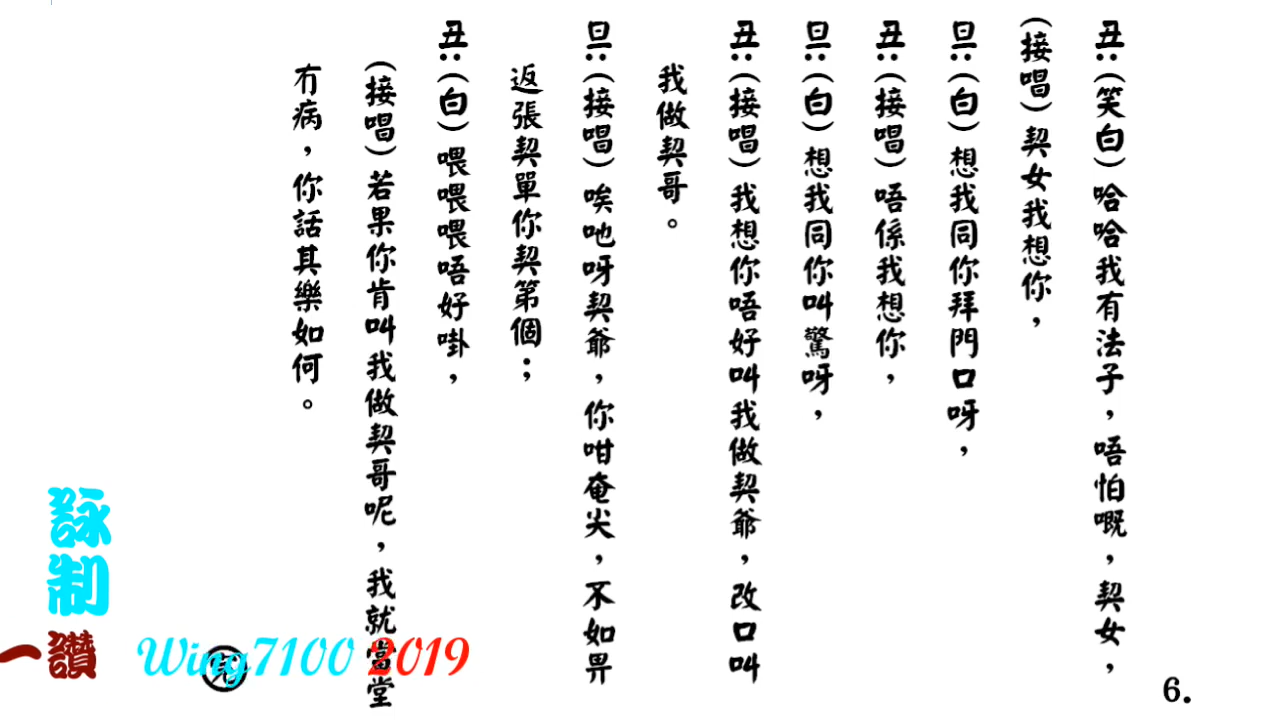 丑:(笑白)哈哈我有法子，唔怕嘅，契女，
(接唱)契女我想你，
旦:(白)想我同你拜門口呀，
丑:(接唱)唔係我想你，
旦:(白)想我同你叫驚呀，
丑:(接唱)我想你唔好叫我做契爺，改口叫
我做契哥。
旦:(接唱)唉吔呀契爺，你咁奄尖，不如畀
返張契單你契第個；
丑:(白)喂喂喂唔好啩，
(接唱)若果你肯叫我做契哥呢，我就當堂
冇病，你話其樂如何。
完
詠制
一讚
Wing7100 2019
6.